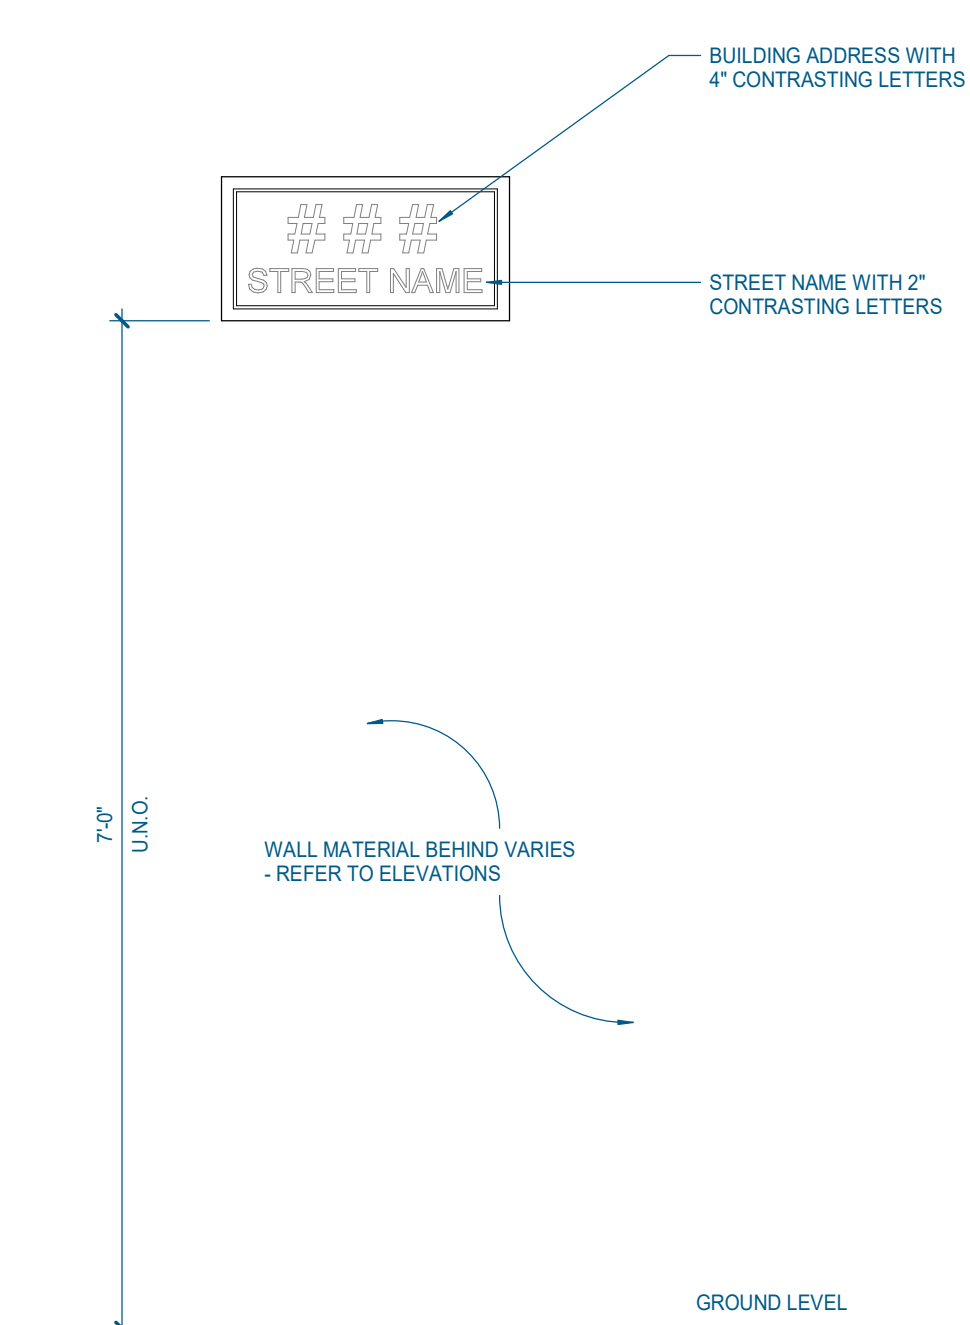 BUILDING ADDRESS WITH
4" CONTRASTING LETTERS
# # #
STREET NAME
STREET NAME WITH 2"
CONTRASTING LETTERS
7'-0"
U.N.O.
WALL MATERIAL BEHIND VARIES
- REFER TO ELEVATIONS
GROUND LEVEL